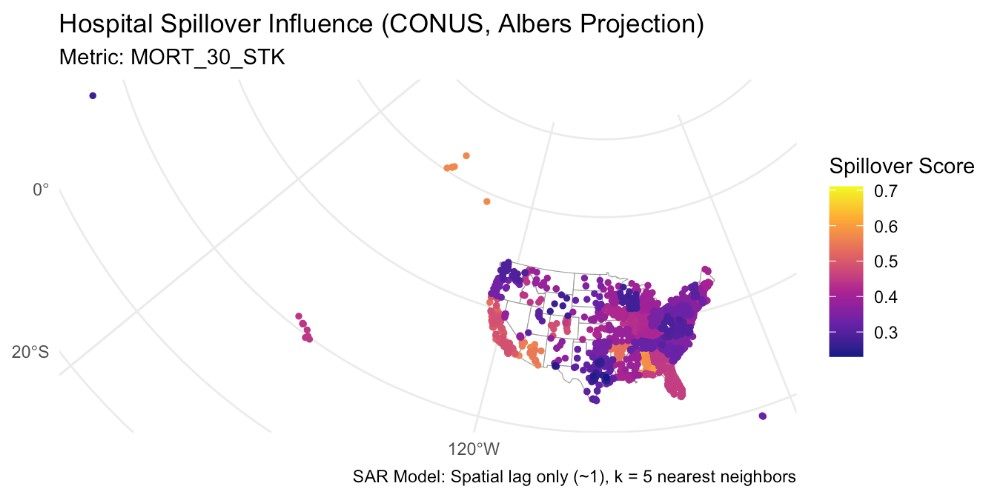 Hospital Spillover Influence (CONUS, Albers Projection)
Metric: MORT_30_STK
0°
20°S
120°W
Spillover Score
0.7
0.6
0.5
0.4
0.3
SAR Model: Spatial lag only (~1), k = 5 nearest neighbors